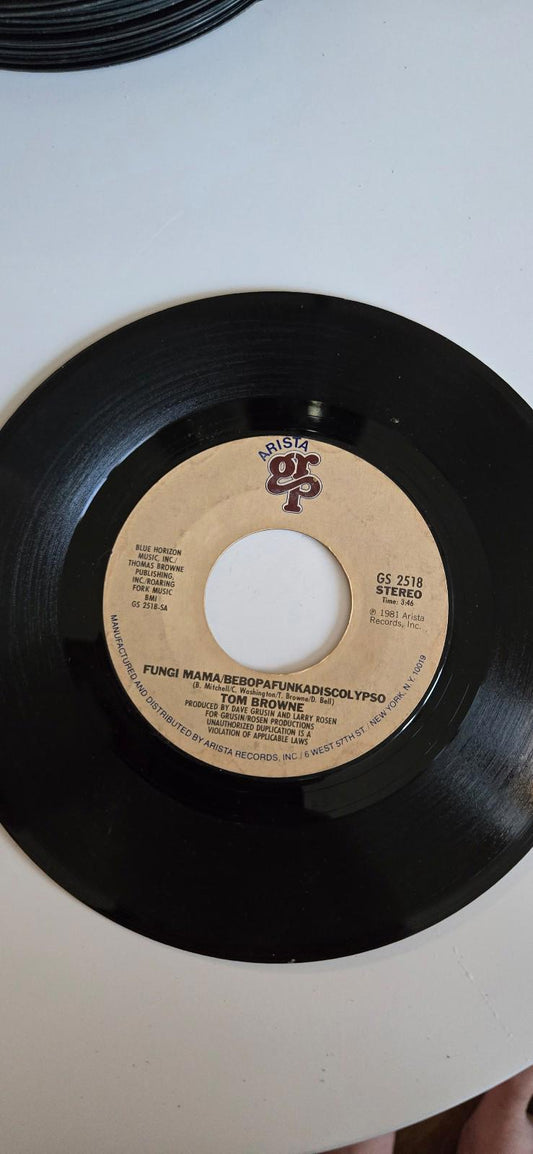 ARISTA
grp
BLUE HORIZON
MUSIC, INC./
THOMAS BROWNE
PUBLISHING,
INC./ROARING
FORK MUSIC
BMI
GS 2518-SA
GS 2518
STEREO
Time: 3:46
℗ 1981 Arista
Records, Inc.
FUNGI MAMA/BEBOPAFUNKADISCOLYPSO
(B. Mitchell/C. Washington/T. Browne/D. Bell)
TOM BROWNE
PRODUCED BY DAVE GRUSIN AND LARRY ROSEN
FOR GRUSIN/ROSEN PRODUCTIONS
UNAUTHORIZED DUPLICATION IS A
VIOLATION OF APPLICABLE LAWS
MANUFACTURED AND DISTRIBUTED BY ARISTA RECORDS, INC / 6 WEST 57TH ST. / NEW YORK, N.Y. 10019